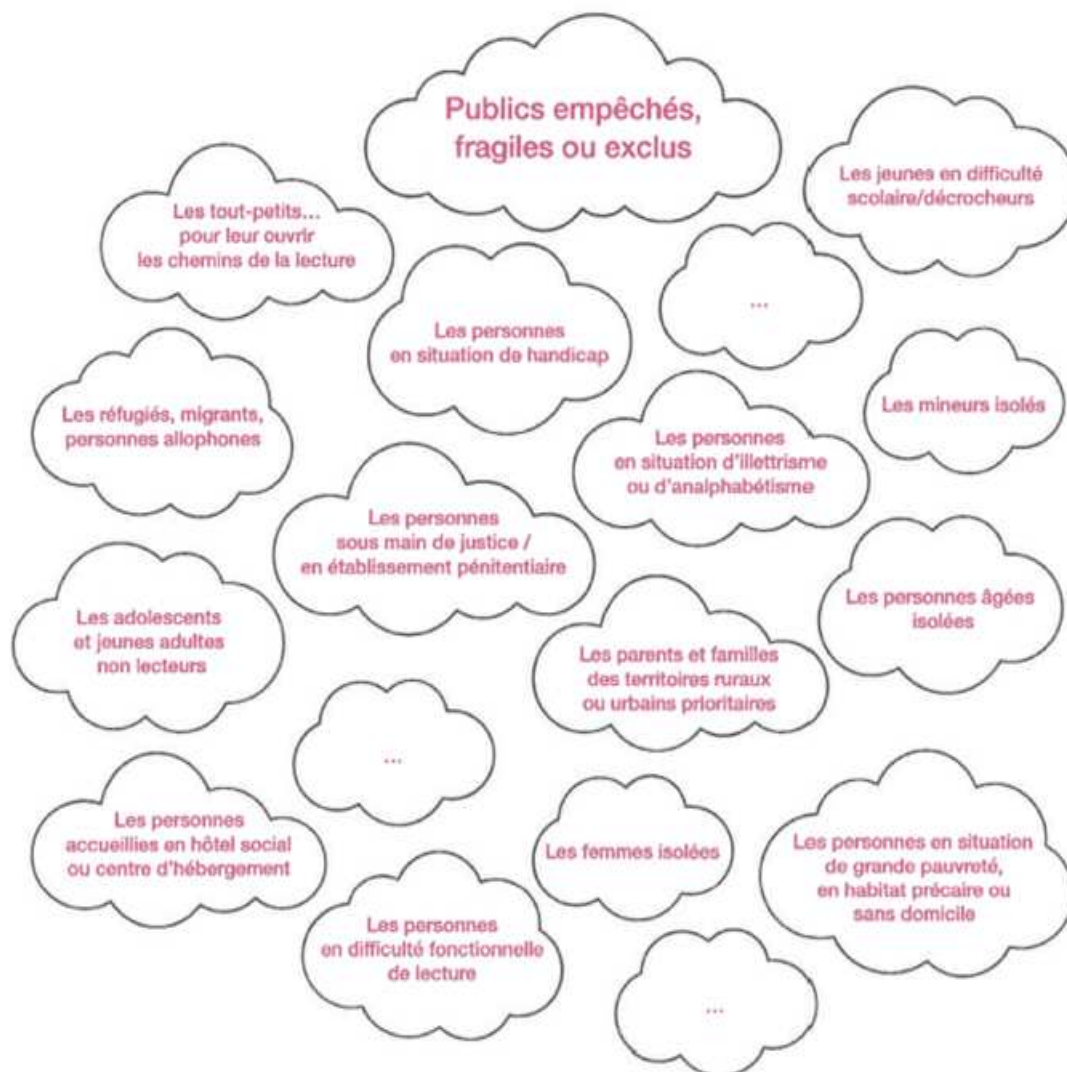 Publics empêchés,
fragiles ou exclus
Les jeunes en difficulté
scolaire/décrocheurs
Les tout-petits...
pour leur ouvrir
les chemins de la lecture
...
Les personnes
en situation de handicap
Les réfugiés, migrants,
personnes allophones
Les mineurs isolés
Les personnes
en situation d'illettrisme
ou d'analphabétisme
Les personnes
sous main de justice /
en établissement pénitentiaire
Les personnes âgées
isolées
Les adolescents
et jeunes adultes
non lecteurs
Les parents et familles
des territoires ruraux
ou urbains prioritaires
...
Les personnes
accueillies en hôtel social
ou centre d'hébergement
Les femmes isolées
Les personnes en situation
de grande pauvreté,
en habitat précaire ou
sans domicile
Les personnes
en difficulté fonctionnelle
de lecture
...